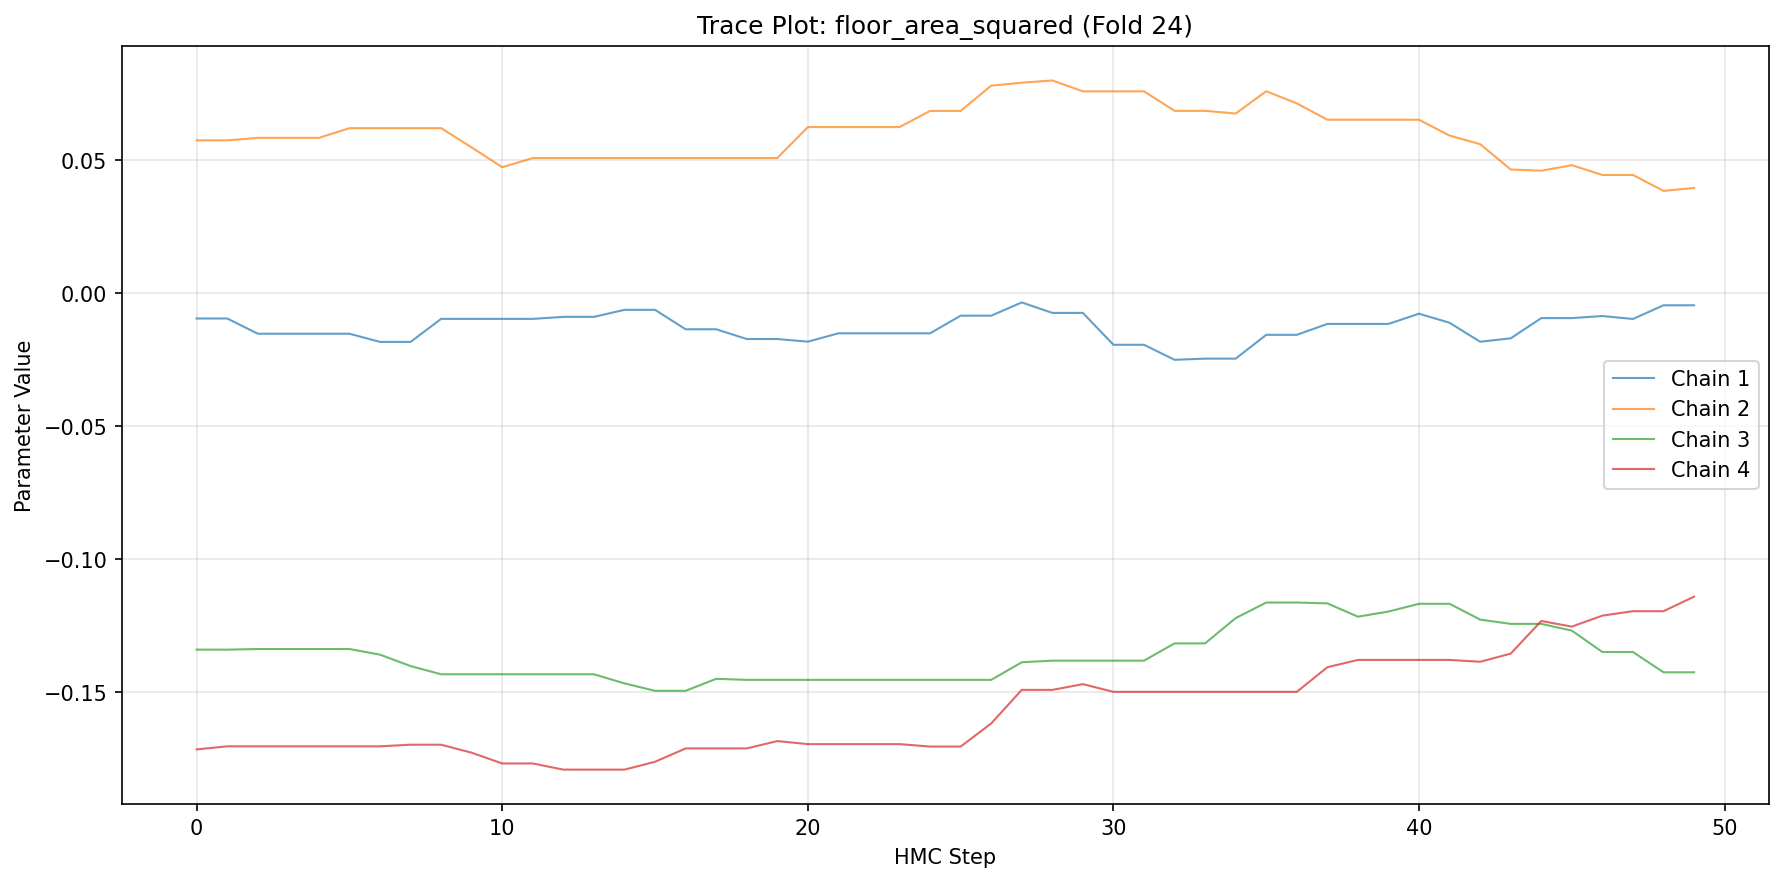 Trace Plot: floor_area_squared (Fold 24)
Parameter Value
0.05
0.00
−0.05
−0.10
−0.15
Chain 1
Chain 2
Chain 3
Chain 4
0 10 20 30 40 50
HMC Step